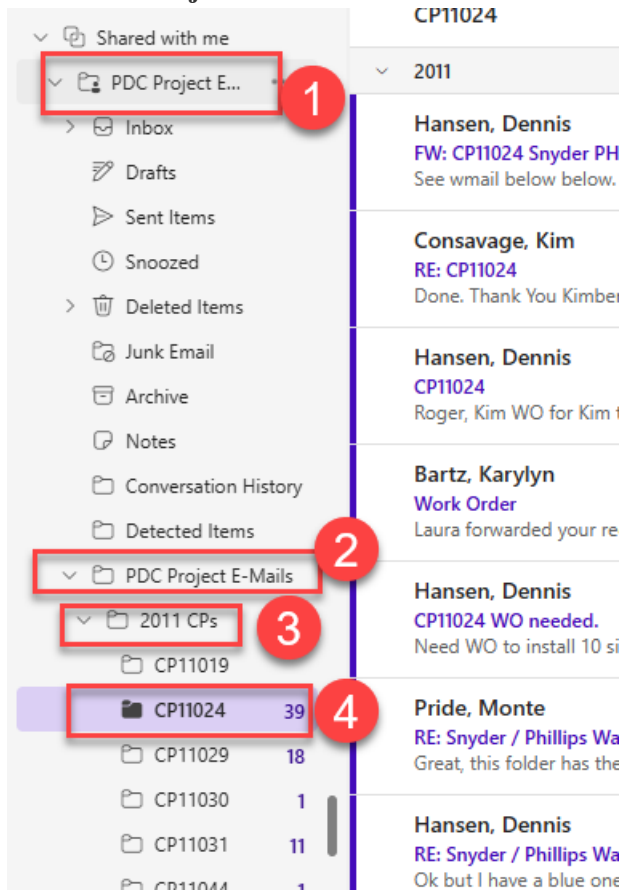 Shared with me
PDC Project E...
1
Inbox
Drafts
Sent Items
Snoozed
Deleted Items
Junk Email
Archive
Notes
Conversation History
Detected Items
2
PDC Project E-Mails
2011 CPs
3
CP11019
CP11024 39
4
CP11029 18
CP11030 1
CP11031 11
CP11044 1
CP11024
2011
Hansen, Dennis
FW: CP11024 Snyder PH
See wmail below below.
Consavage, Kim
RE: CP11024
Done. Thank You Kimber
Hansen, Dennis
CP11024
Roger, Kim WO for Kim t
Bartz, Karylyn
Work Order
Laura forwarded your re
Hansen, Dennis
CP11024 WO needed.
Need WO to install 10 si
Pride, Monte
RE: Snyder / Phillips Wa
Great, this folder has the
Hansen, Dennis
RE: Snyder / Phillips Wa
Ok but I have a blue one